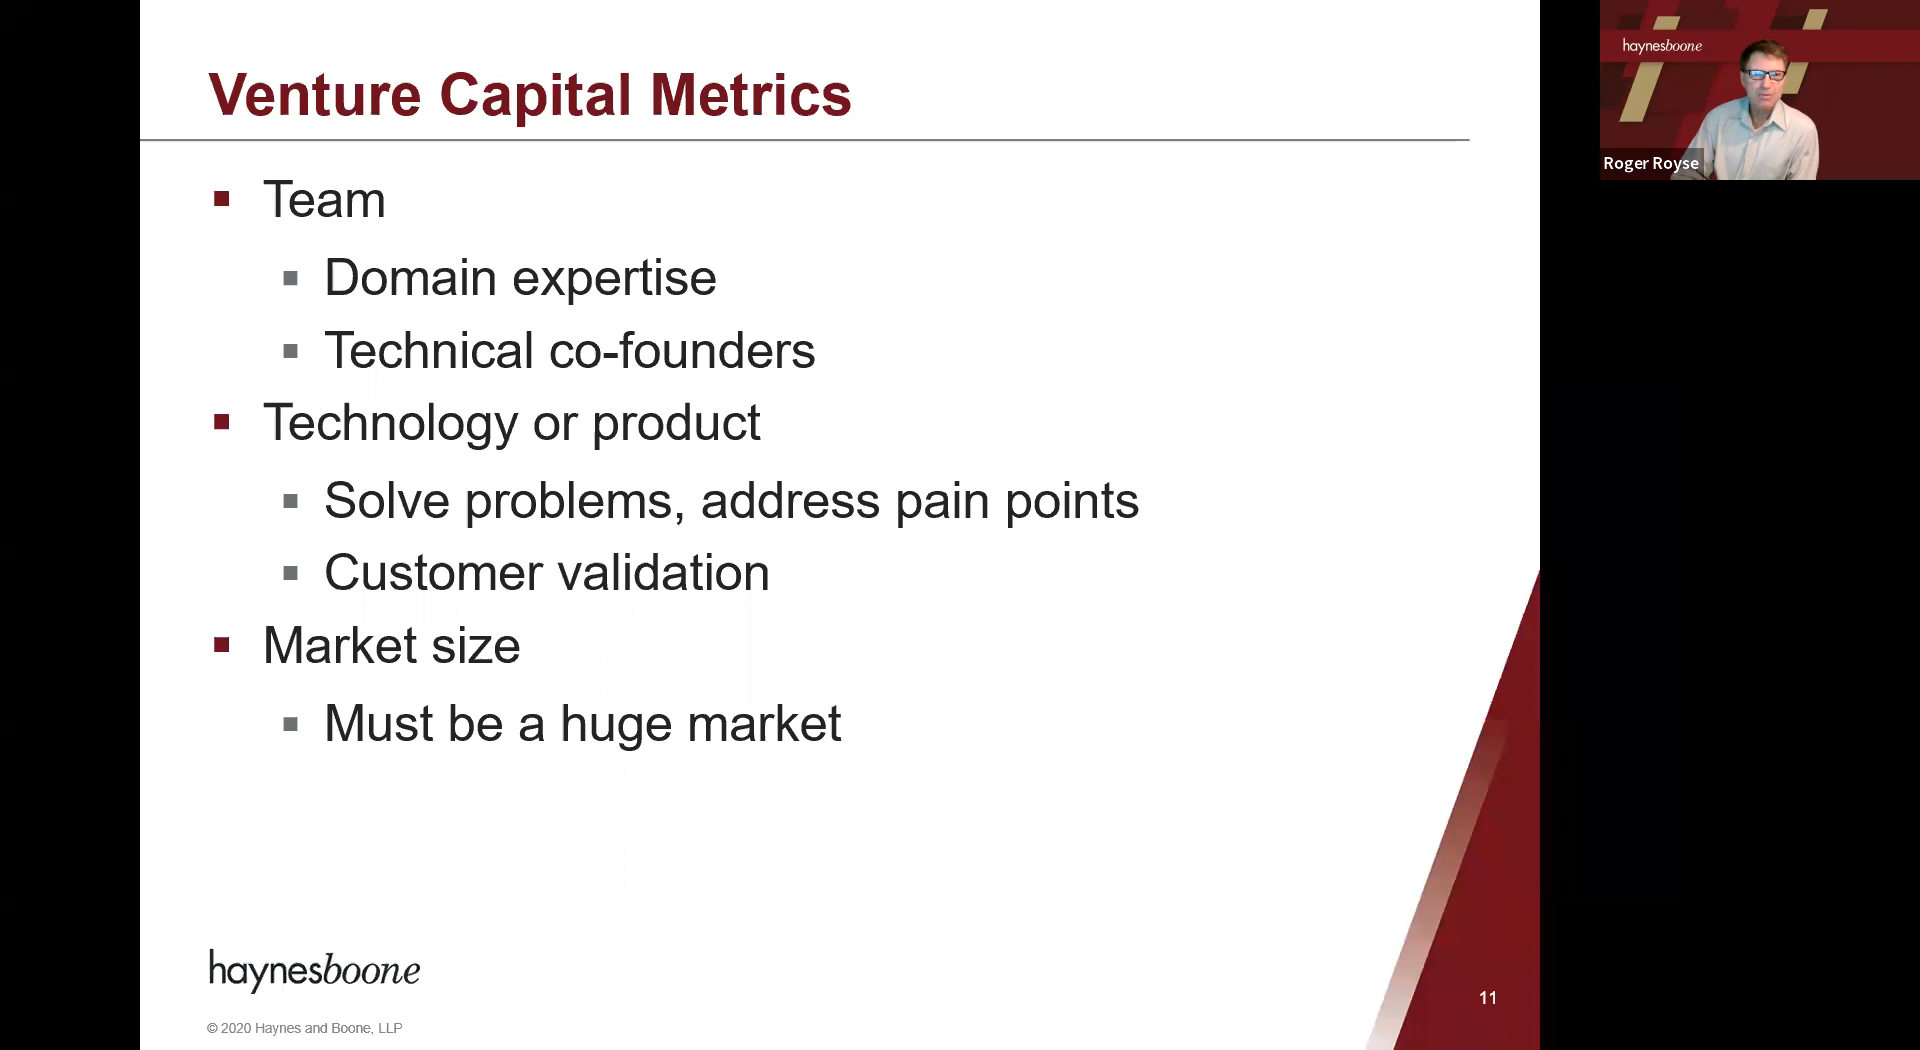 Venture Capital Metrics
Team
Domain expertise
Technical co-founders
Technology or product
Solve problems, address pain points
Customer validation
Market size
Must be a huge market
haynesboone
© 2020 Haynes and Boone, LLP
11
haynesboone
Roger Royse